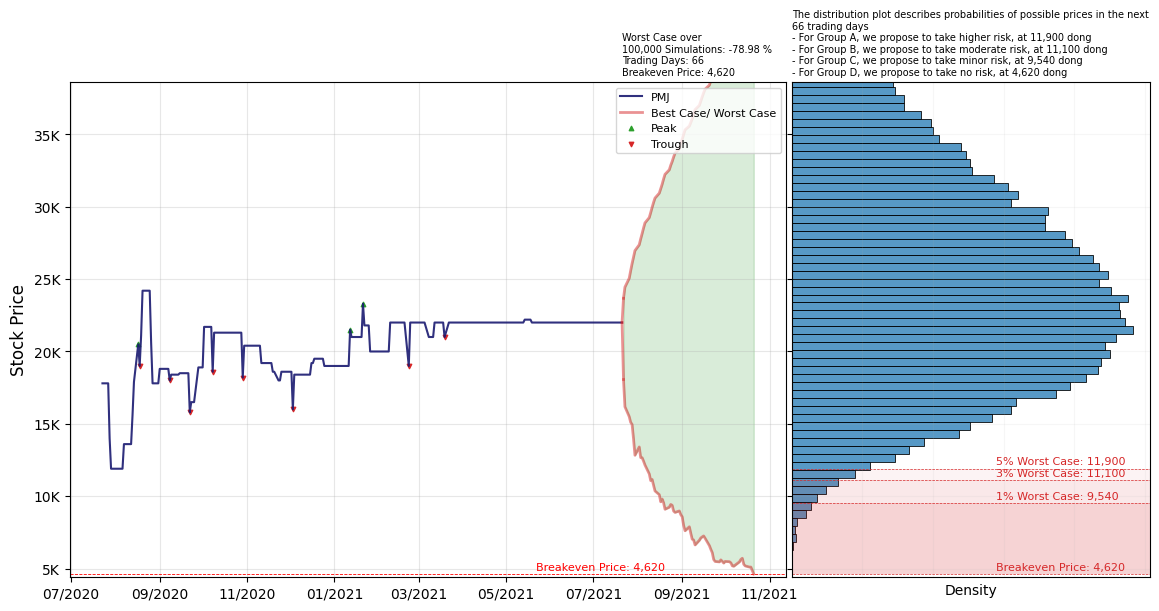 The distribution plot describes probabilities of possible prices in the next
66 trading days
- For Group A, we propose to take higher risk, at 11,900 dong
- For Group B, we propose to take moderate risk, at 11,100 dong
- For Group C, we propose to take minor risk, at 9,540 dong
- For Group D, we propose to take no risk, at 4,620 dong
Worst Case over
100,000 Simulations: -78.98 %
Trading Days: 66
Breakeven Price: 4,620
PMJ
Best Case/ Worst Case
Peak
Trough
Stock Price
35K
30K
25K
20K
15K
10K
5K
Breakeven Price: 4,620
07/2020
09/2020
11/2020
01/2021
03/2021
05/2021
07/2021
09/2021
11/2021
5% Worst Case: 11,900
3% Worst Case: 11,100
1% Worst Case: 9,540
Breakeven Price: 4,620
Density